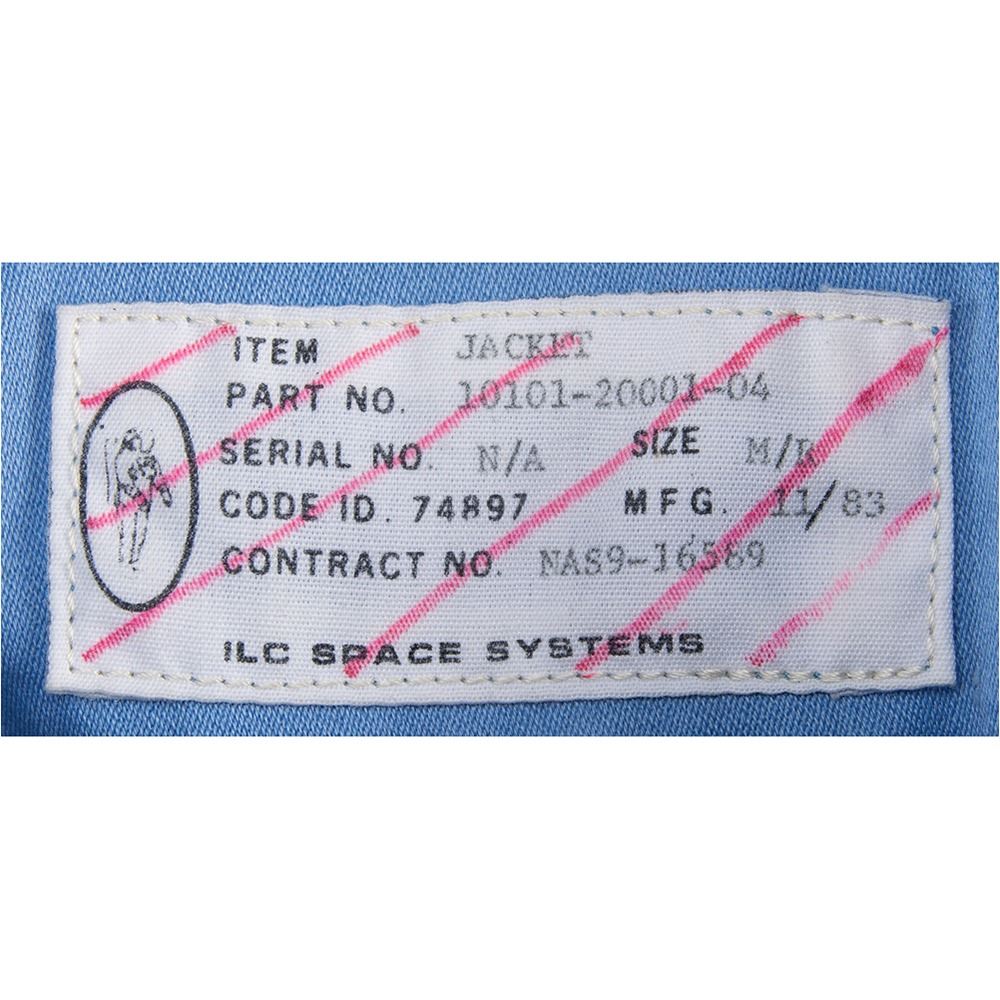 ITEM JACKET
PART NO. 10101-20001-04
SERIAL NO. N/A SIZE M/R
CODE ID. 74897 MFG. 11/83
CONTRACT NO. NAS9-16589
ILC SPACE SYSTEMS